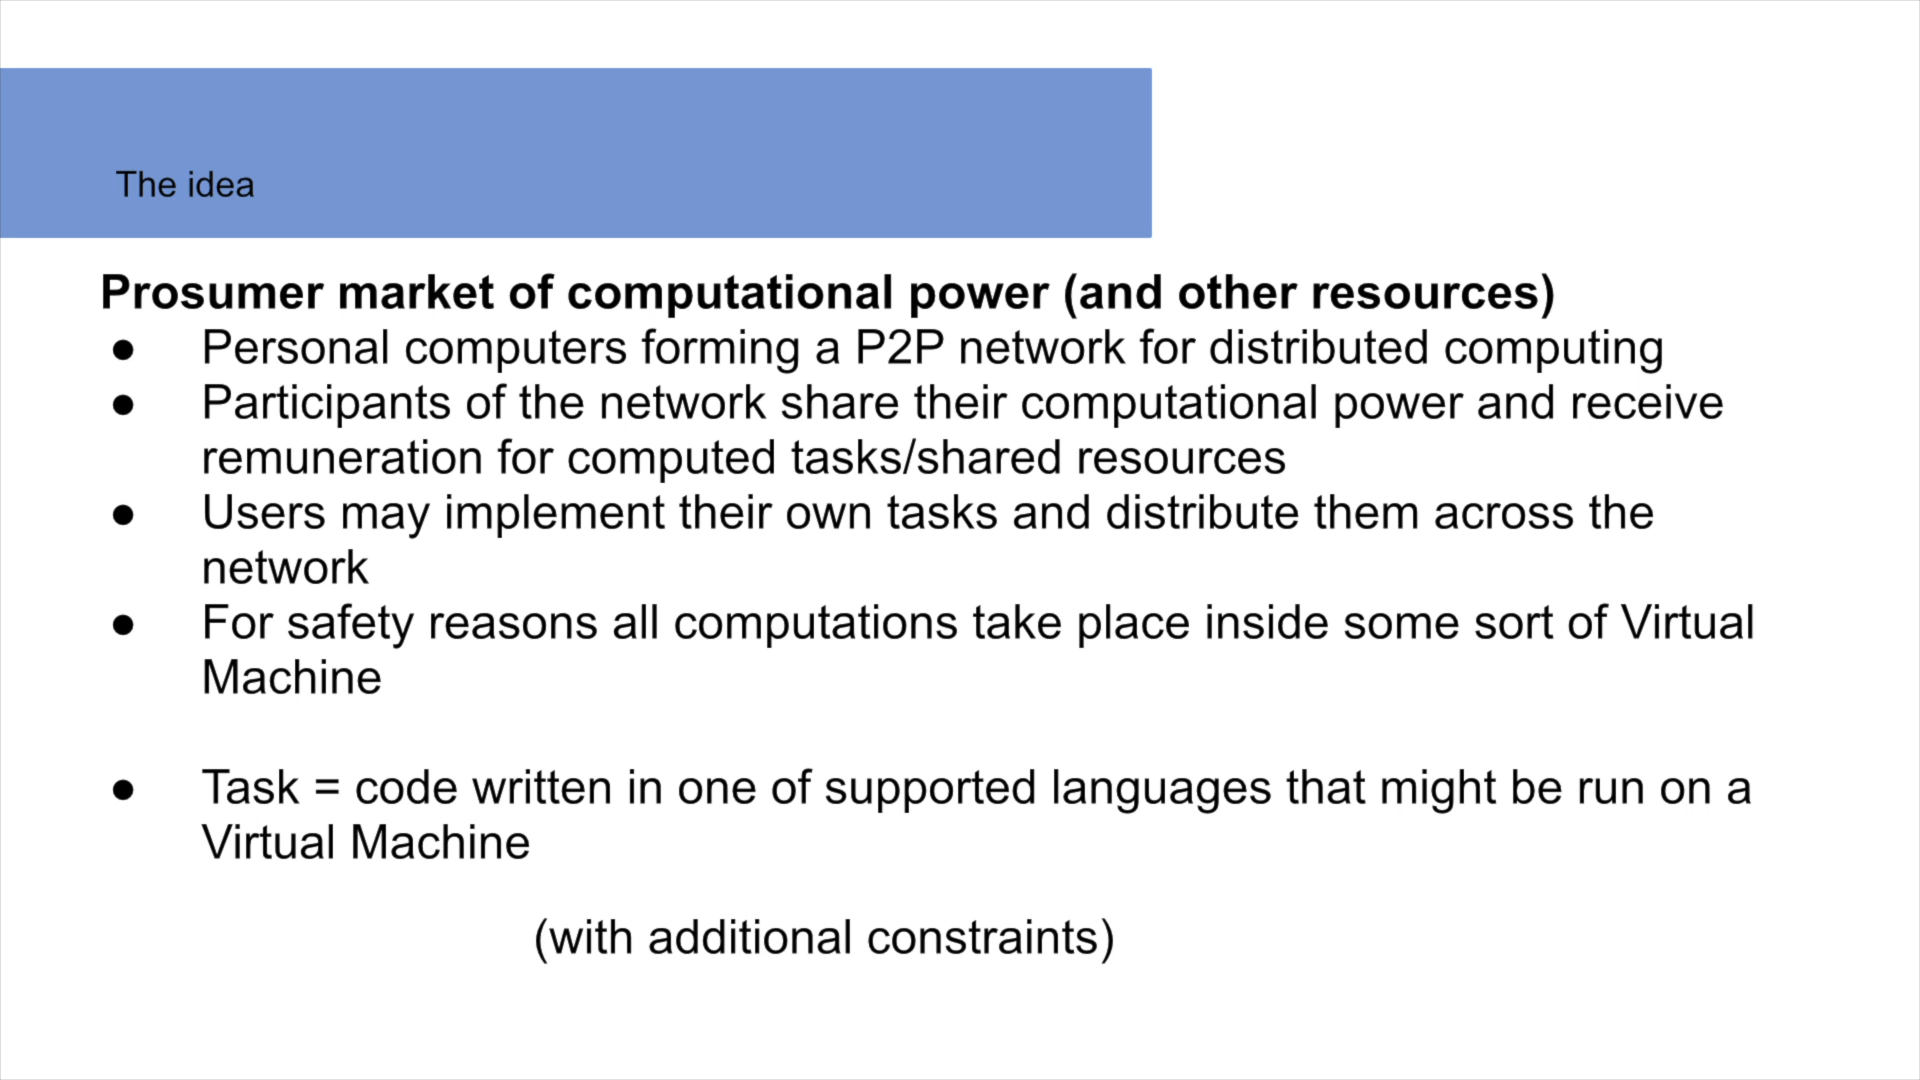 The idea
Prosumer market of computational power (and other resources)
● Personal computers forming a P2P network for distributed computing
● Participants of the network share their computational power and receive
remuneration for computed tasks/shared resources
● Users may implement their own tasks and distribute them across the
network
● For safety reasons all computations take place inside some sort of Virtual
Machine
● Task = code written in one of supported languages that might be run on a
Virtual Machine
(with additional constraints)